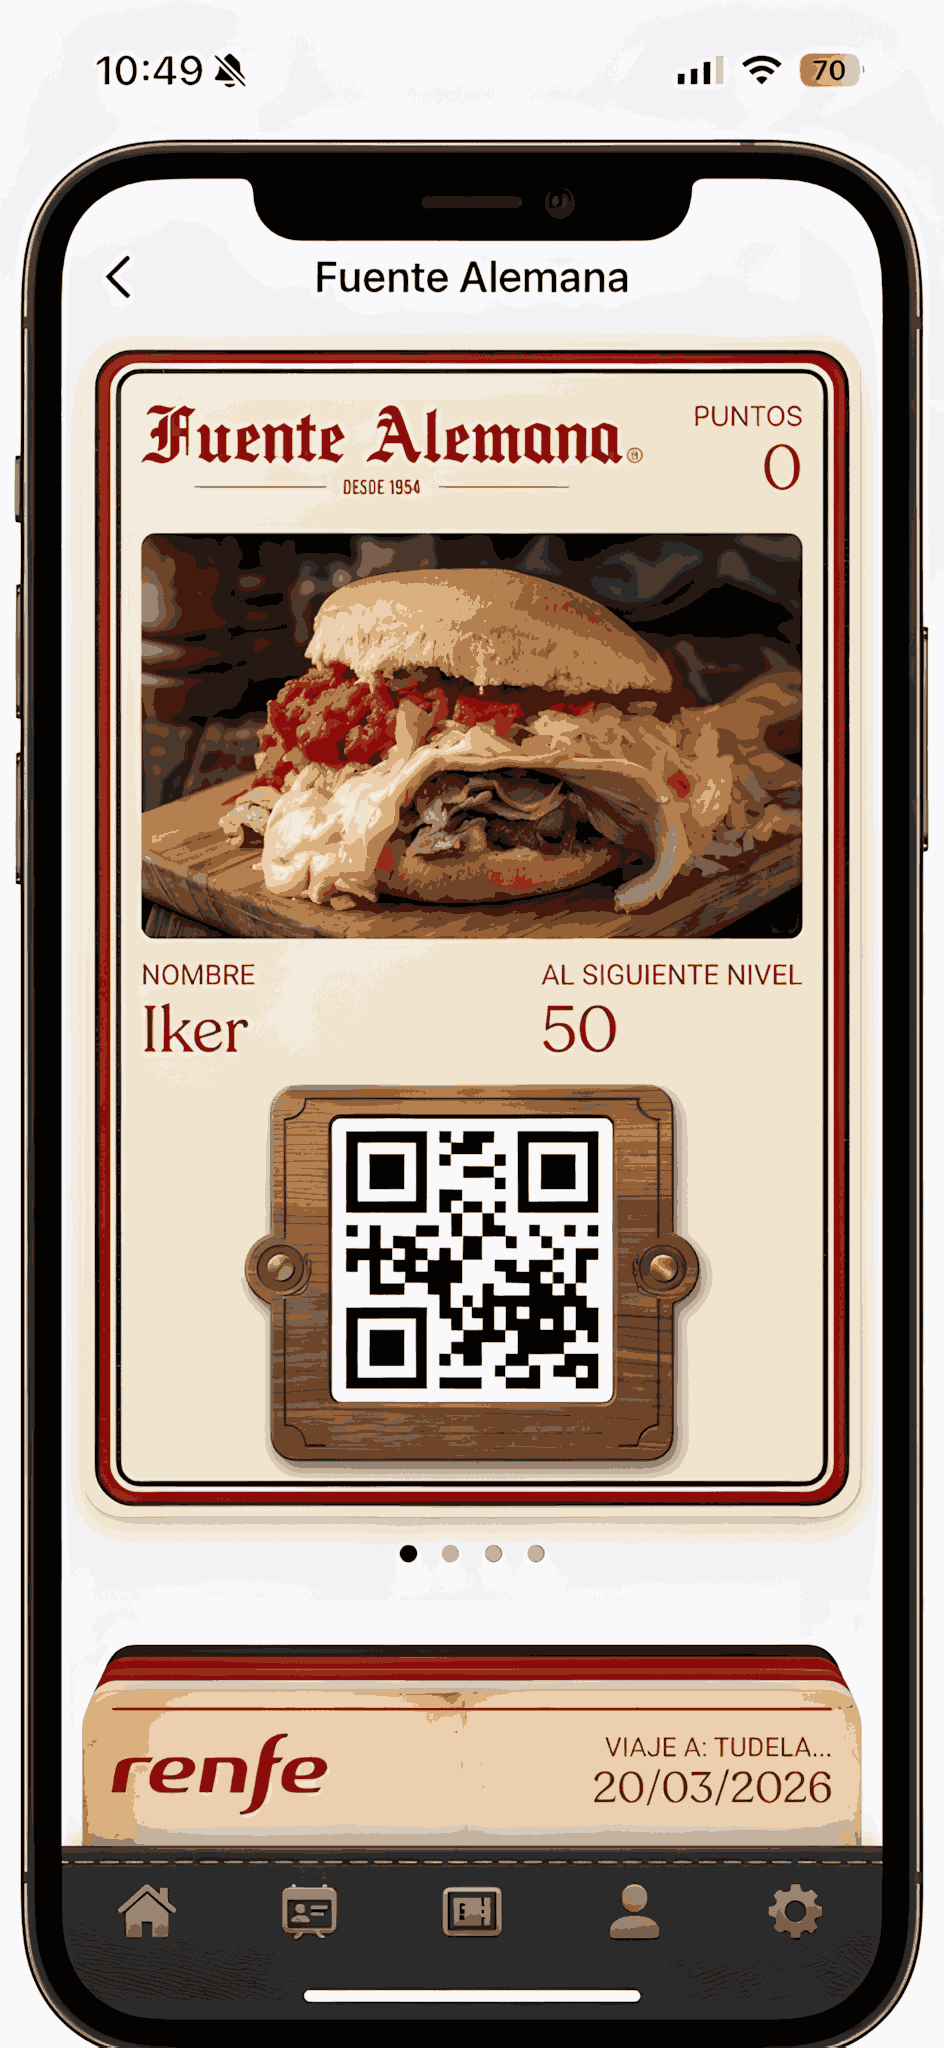 10:49
70
Fuente Alemana
Fuente Alemana®
DESDE 1954
PUNTOS
0
NOMBRE
Iker
AL SIGUIENTE NIVEL
50
renfe
VIAJE A: TUDELA...
20/03/2026